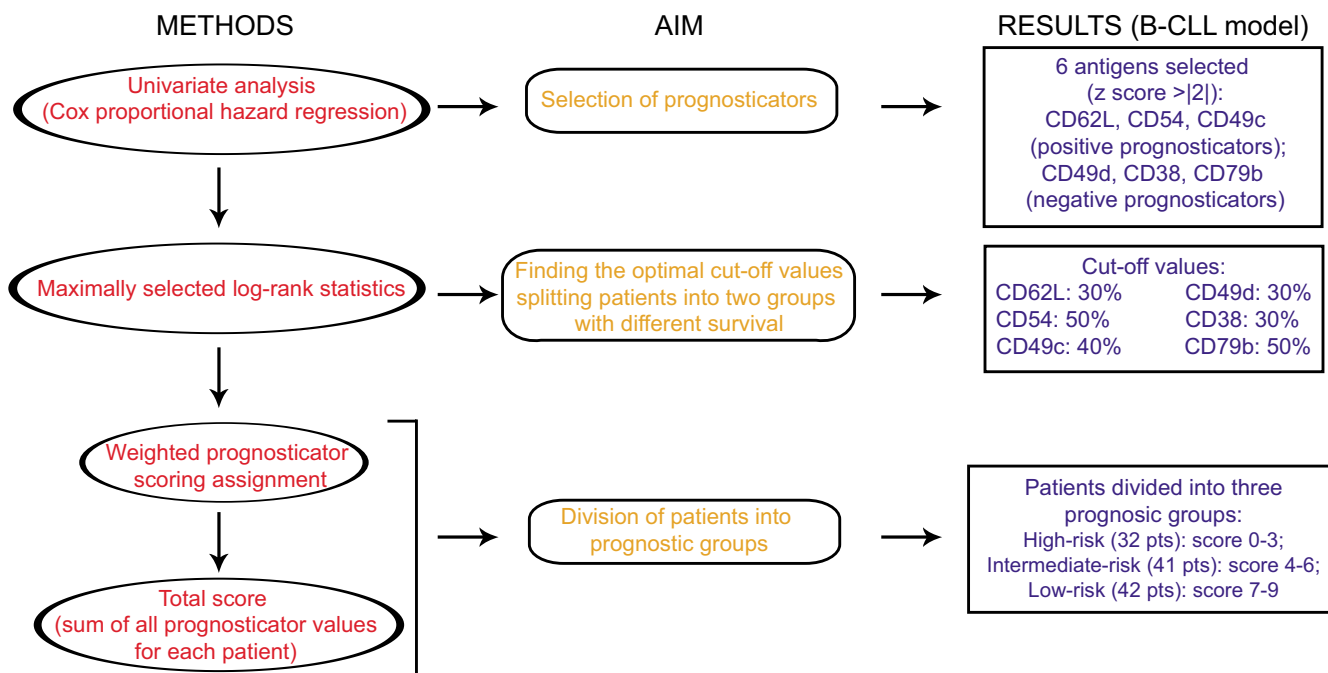 METHODS
AIM
RESULTS (B-CLL model)
Univariate analysis
(Cox proportional hazard regression)
Selection of prognosticators
6 antigens selected
(z score >|2|):
CD62L, CD54, CD49c
(positive prognosticators);
CD49d, CD38, CD79b
(negative prognosticators)
Maximally selected log-rank statistics
Finding the optimal cut-off values
splitting patients into two groups
with different survival
Cut-off values:
CD62L: 30% CD49d: 30%
CD54: 50% CD38: 30%
CD49c: 40% CD79b: 50%
Weighted prognosticator
scoring assignment
Division of patients into
prognostic groups
Patients divided into three
prognosic groups:
High-risk (32 pts): score 0-3;
Intermediate-risk (41 pts): score 4-6;
Low-risk (42 pts): score 7-9
Total score
(sum of all prognosticator values
for each patient)